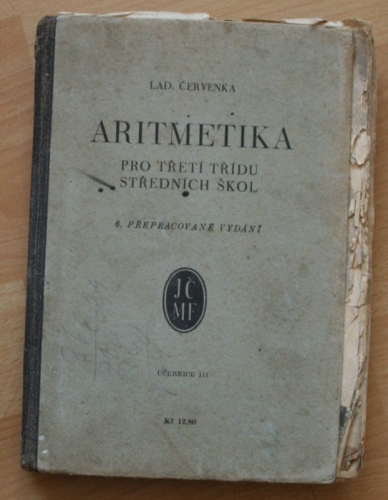 LAD. ČERVENKA
ARITMETIKA
PRO TŘETÍ TŘÍDU
STŘEDNÍCH ŠKOL
6. PŘEPRACOVANÉ VYDÁNÍ
JČ
MF
UČEBNICE III
Kč 12,80